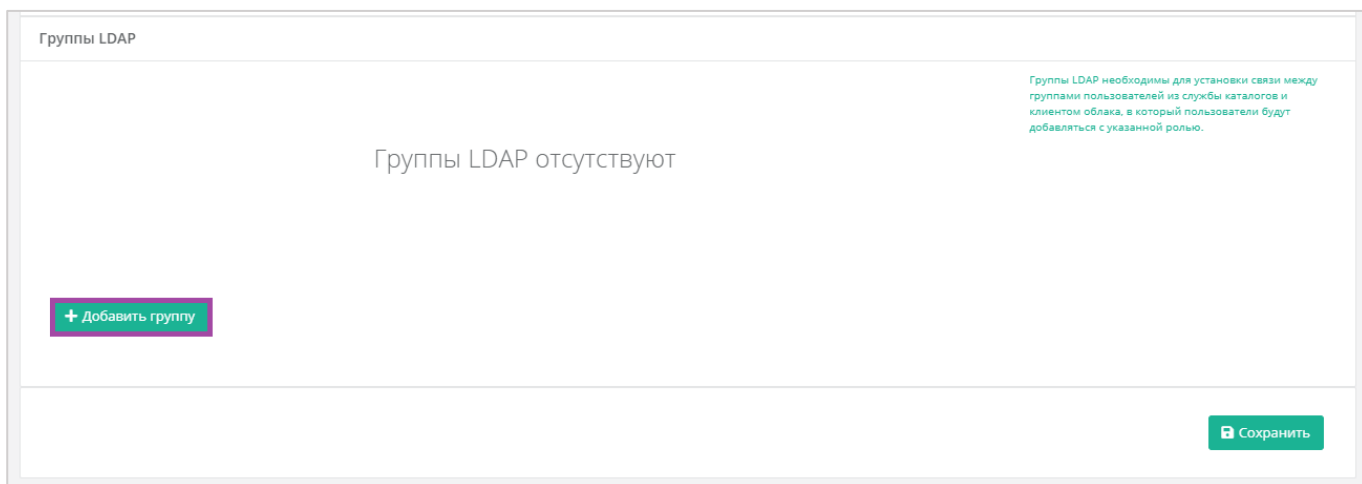 Группы LDAP
Группы LDAP необходимы для установки связи между
группами пользователей из службы каталогов и
клиентом облака, в который пользователи будут
добавляться с указанной ролью.
Группы LDAP отсутствуют
Добавить группу
Сохранить